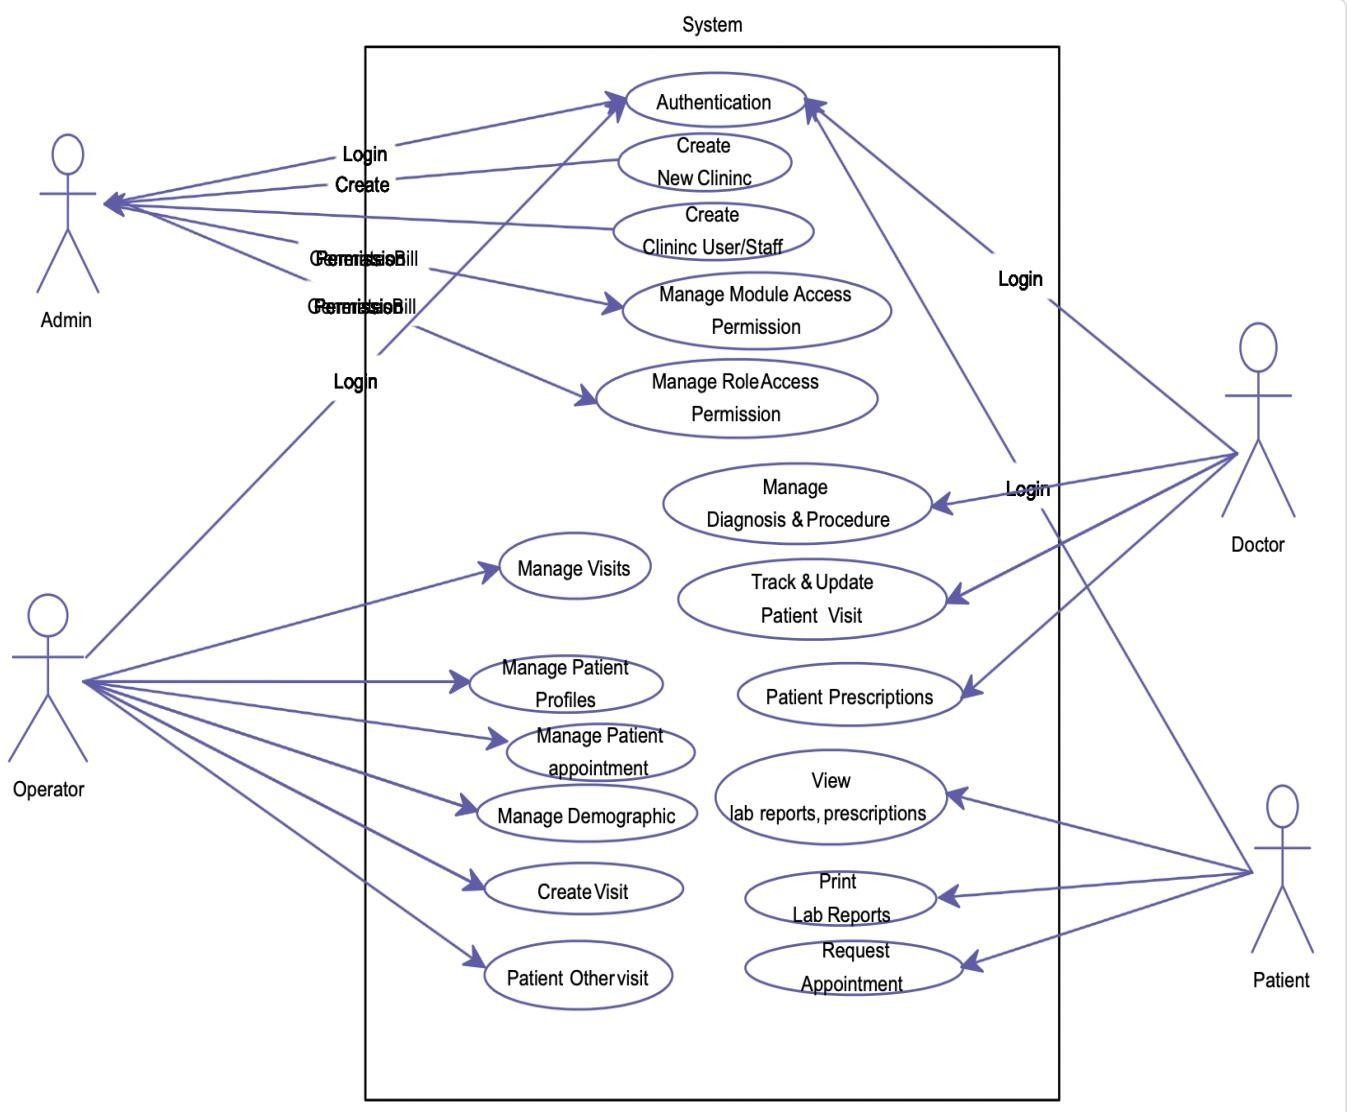 System
Authentication
Login
Create
New Clininc
Create
Create
Clininc User/Staff
Manage Module Access
Permission
Manage Role Access
Permission
Login
Login
Admin
Manage
Diagnosis & Procedure
Login
Doctor
Manage Visits
Track & Update
Patient Visit
Manage Patient
Profiles
Patient Prescriptions
Manage Patient
appointment
Operator
View
lab reports, prescriptions
Manage Demographic
Create Visit
Print
Lab Reports
Patient Other visit
Request
Appointment
Patient